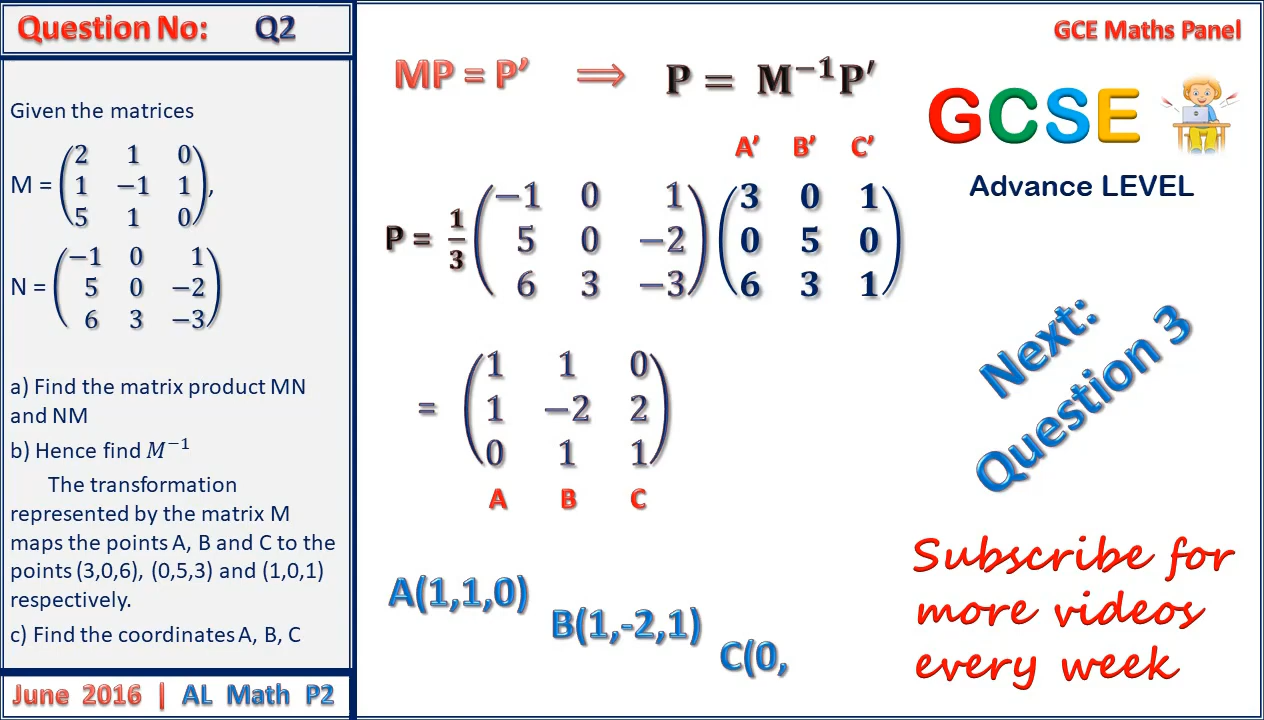 Question No: Q2
Given the matrices
M = ( 2 1 0
1 −1 1
5 1 0 ),
N = ( −1 0 1
5 0 −2
6 3 −3 )
a) Find the matrix product MN
and NM
b) Hence find M⁻¹
The transformation
represented by the matrix M
maps the points A, B and C to the
points (3,0,6), (0,5,3) and (1,0,1)
respectively.
c) Find the coordinates A, B, C
June 2016 | AL Math P2
MP = P’ ⟹ P = M⁻¹P′
A’ B’ C’
P = 1/3 ( −1 0 1
5 0 −2
6 3 −3 ) ( 3 0 1
0 5 0
6 3 1 )
= ( 1 1 0
1 −2 2
0 1 1 )
A B C
A(1,1,0)
B(1,-2,1)
C(0,
GCE Maths Panel
GCSE
Advance LEVEL
Next:
Question 3
Subscribe for
more videos
every week